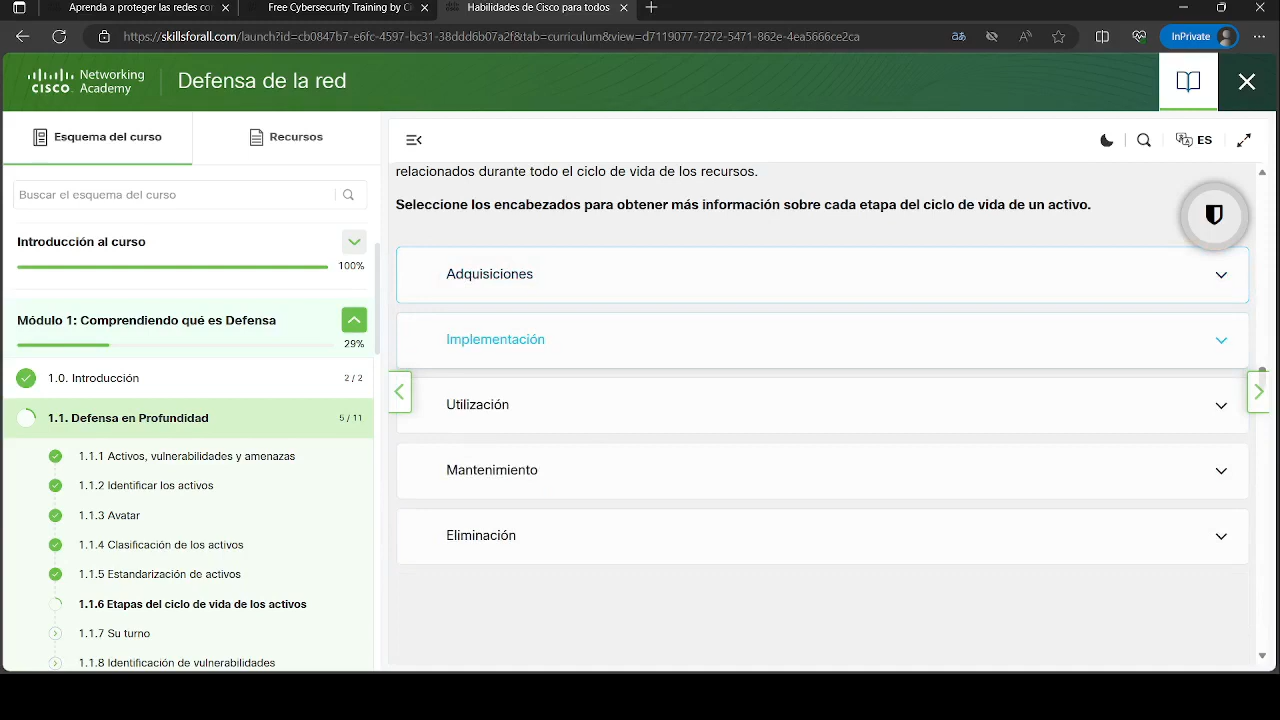 Aprenda a proteger las redes co
Free Cybersecurity Training by Ci
Habilidades de Cisco para todos
https://skillsforall.com/launch?id=cb0847b7-e6fc-4597-bc31-38ddd6b07a2f&tab=curriculum&view=d7119077-7272-5471-862e-4ea5666ce2ca
InPrivate
Networking
CISCO Academy
Defensa de la red
Esquema del curso
Recursos
ES
Buscar el esquema del curso
Introducción al curso
100%
Módulo 1: Comprendiendo qué es Defensa
29%
1.0. Introducción 2 / 2
1.1. Defensa en Profundidad 5 / 11
1.1.1 Activos, vulnerabilidades y amenazas
1.1.2 Identificar los activos
1.1.3 Avatar
1.1.4 Clasificación de los activos
1.1.5 Estandarización de activos
1.1.6 Etapas del ciclo de vida de los activos
1.1.7 Su turno
1.1.8 Identificación de vulnerabilidades
relacionados durante todo el ciclo de vida de los recursos.
Seleccione los encabezados para obtener más información sobre cada etapa del ciclo de vida de un activo.
Adquisiciones
Implementación
Utilización
Mantenimiento
Eliminación